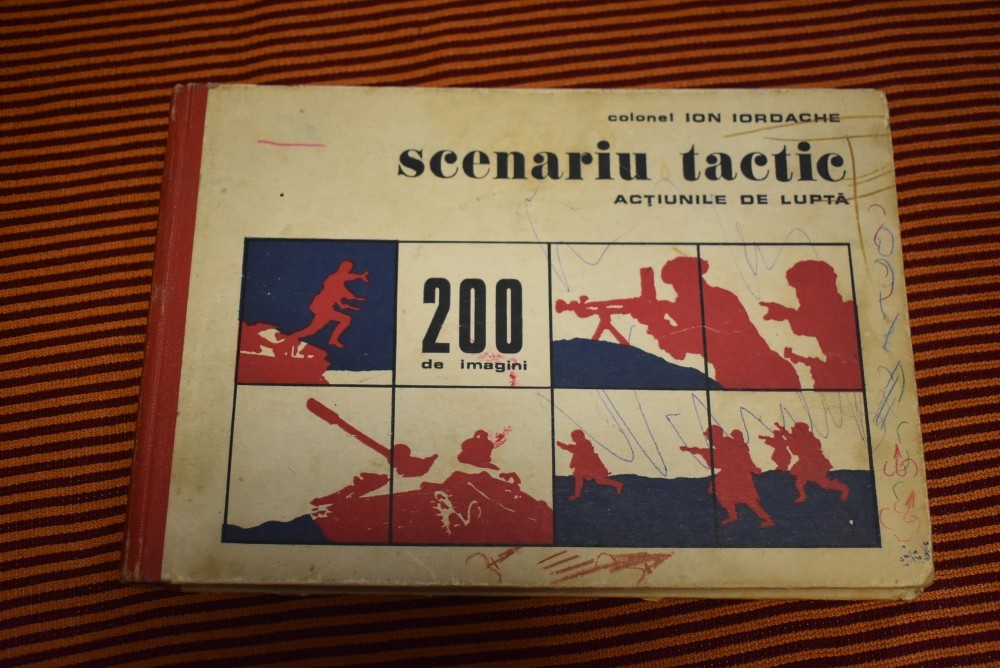 colonel ION IORDACHE
scenariu tactic
ACȚIUNILE DE LUPTĂ
200
de imagini